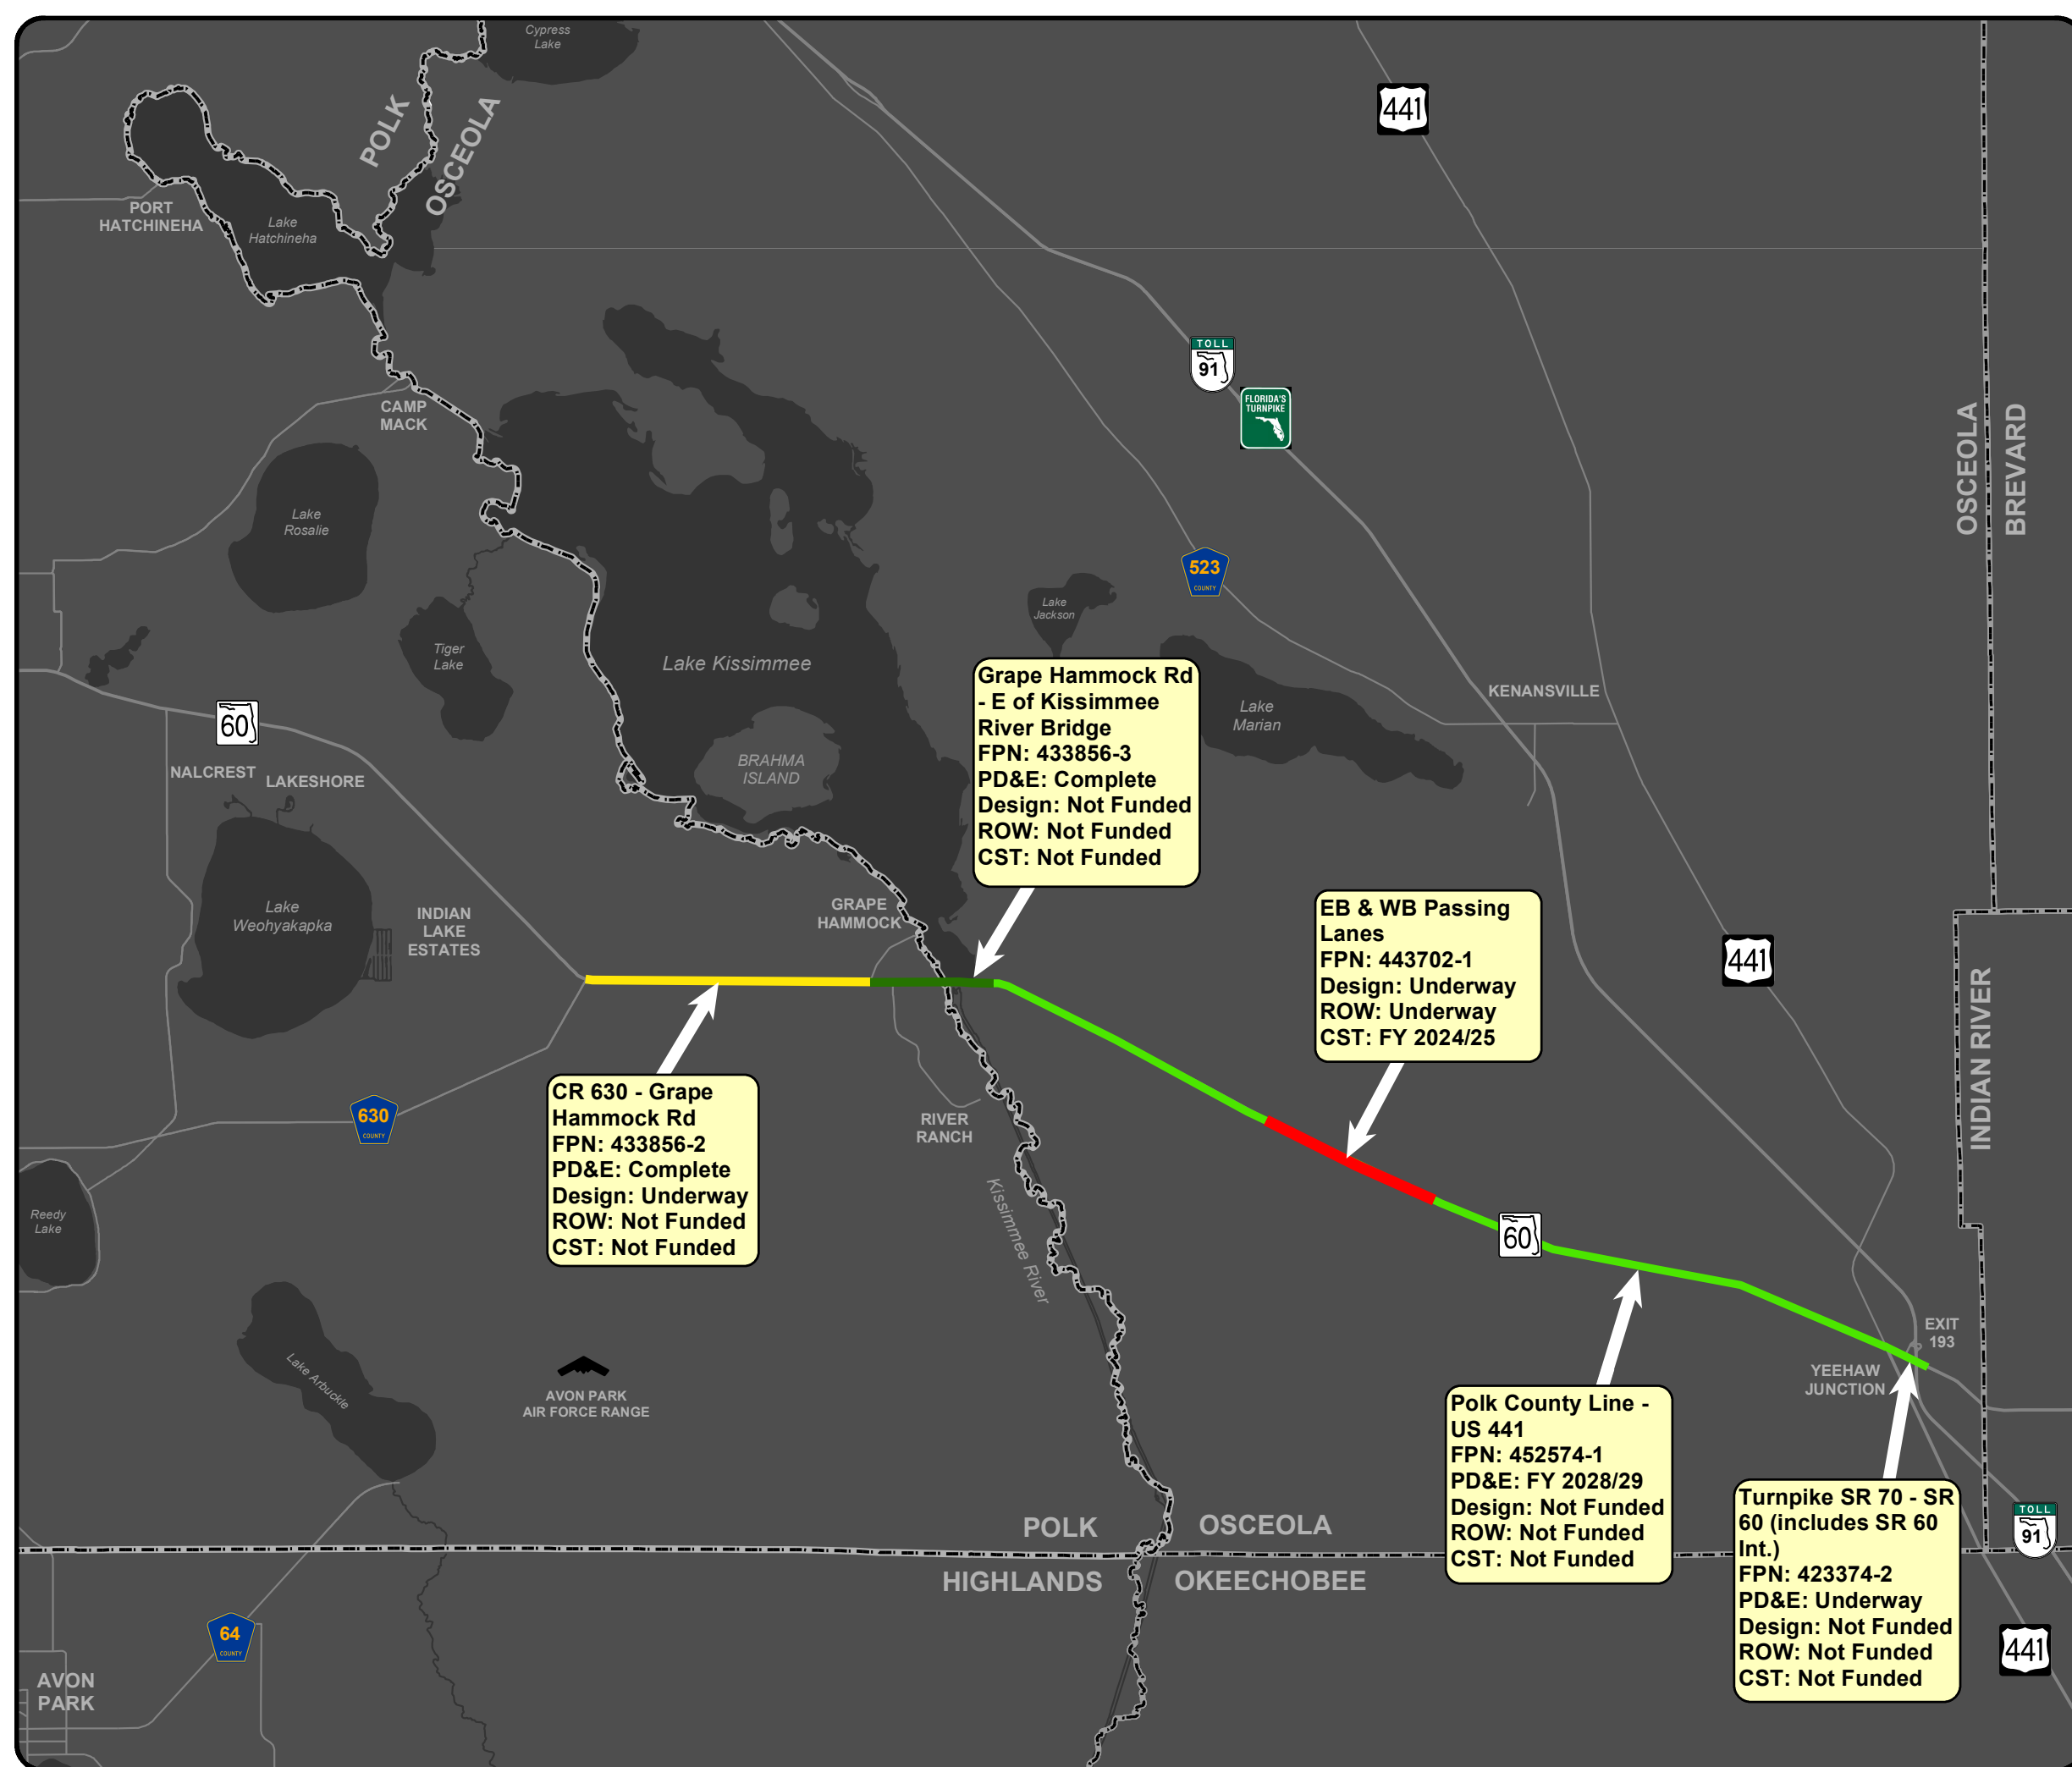 Cypress
Lake
441
POLK
OSCEOLA
PORT
HATCHINEHA
Lake
Hatchineha
TOLL
91
FLORIDA'S
TURNPIKE
CAMP
MACK
OSCEOLA
BREVARD
Lake
Rosalie
523
COUNTY
Lake
Jackson
Tiger
Lake
Lake Kissimmee
Grape Hammock Rd
- E of Kissimmee
River Bridge
FPN: 433856-3
PD&E: Complete
Design: Not Funded
ROW: Not Funded
CST: Not Funded
Lake
Marian
KENANSVILLE
60
NALCREST
LAKESHORE
BRAHMA
ISLAND
Lake
Weohyakapka
INDIAN
LAKE
ESTATES
GRAPE
HAMMOCK
EB & WB Passing
Lanes
FPN: 443702-1
Design: Underway
ROW: Underway
CST: FY 2024/25
441
INDIAN RIVER
CR 630 - Grape
Hammock Rd
FPN: 433856-2
PD&E: Complete
Design: Underway
ROW: Not Funded
CST: Not Funded
630
COUNTY
RIVER
RANCH
Reedy
Lake
Kissimmee River
60
EXIT
193
YEEHAW
JUNCTION
Lake Arbuckle
AVON PARK
AIR FORCE RANGE
Polk County Line -
US 441
FPN: 452574-1
PD&E: FY 2028/29
Design: Not Funded
ROW: Not Funded
CST: Not Funded
Turnpike SR 70 - SR
60 (includes SR 60
Int.)
FPN: 423374-2
PD&E: Underway
Design: Not Funded
ROW: Not Funded
CST: Not Funded
TOLL
91
POLK
OSCEOLA
HIGHLANDS
OKEECHOBEE
64
COUNTY
441
AVON
PARK